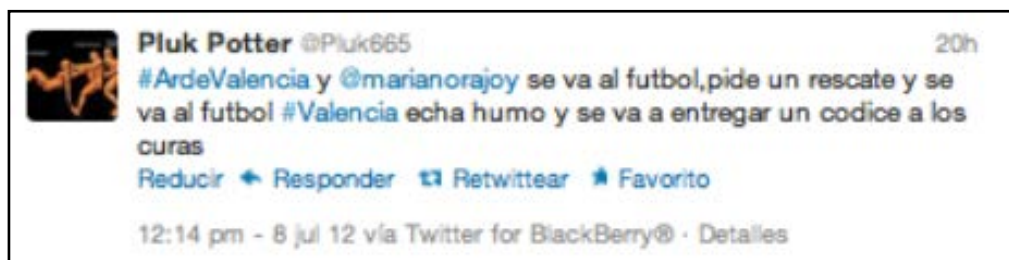 Pluk Potter @Pluk665 20h
#ArdeValencia y @marianorajoy se va al futbol,pide un rescate y se
va al futbol #Valencia echa humo y se va a entregar un codice a los
curas
Reducir Responder Retwittear Favorito
12:14 pm - 8 jul 12 vía Twitter for BlackBerry® · Detalles